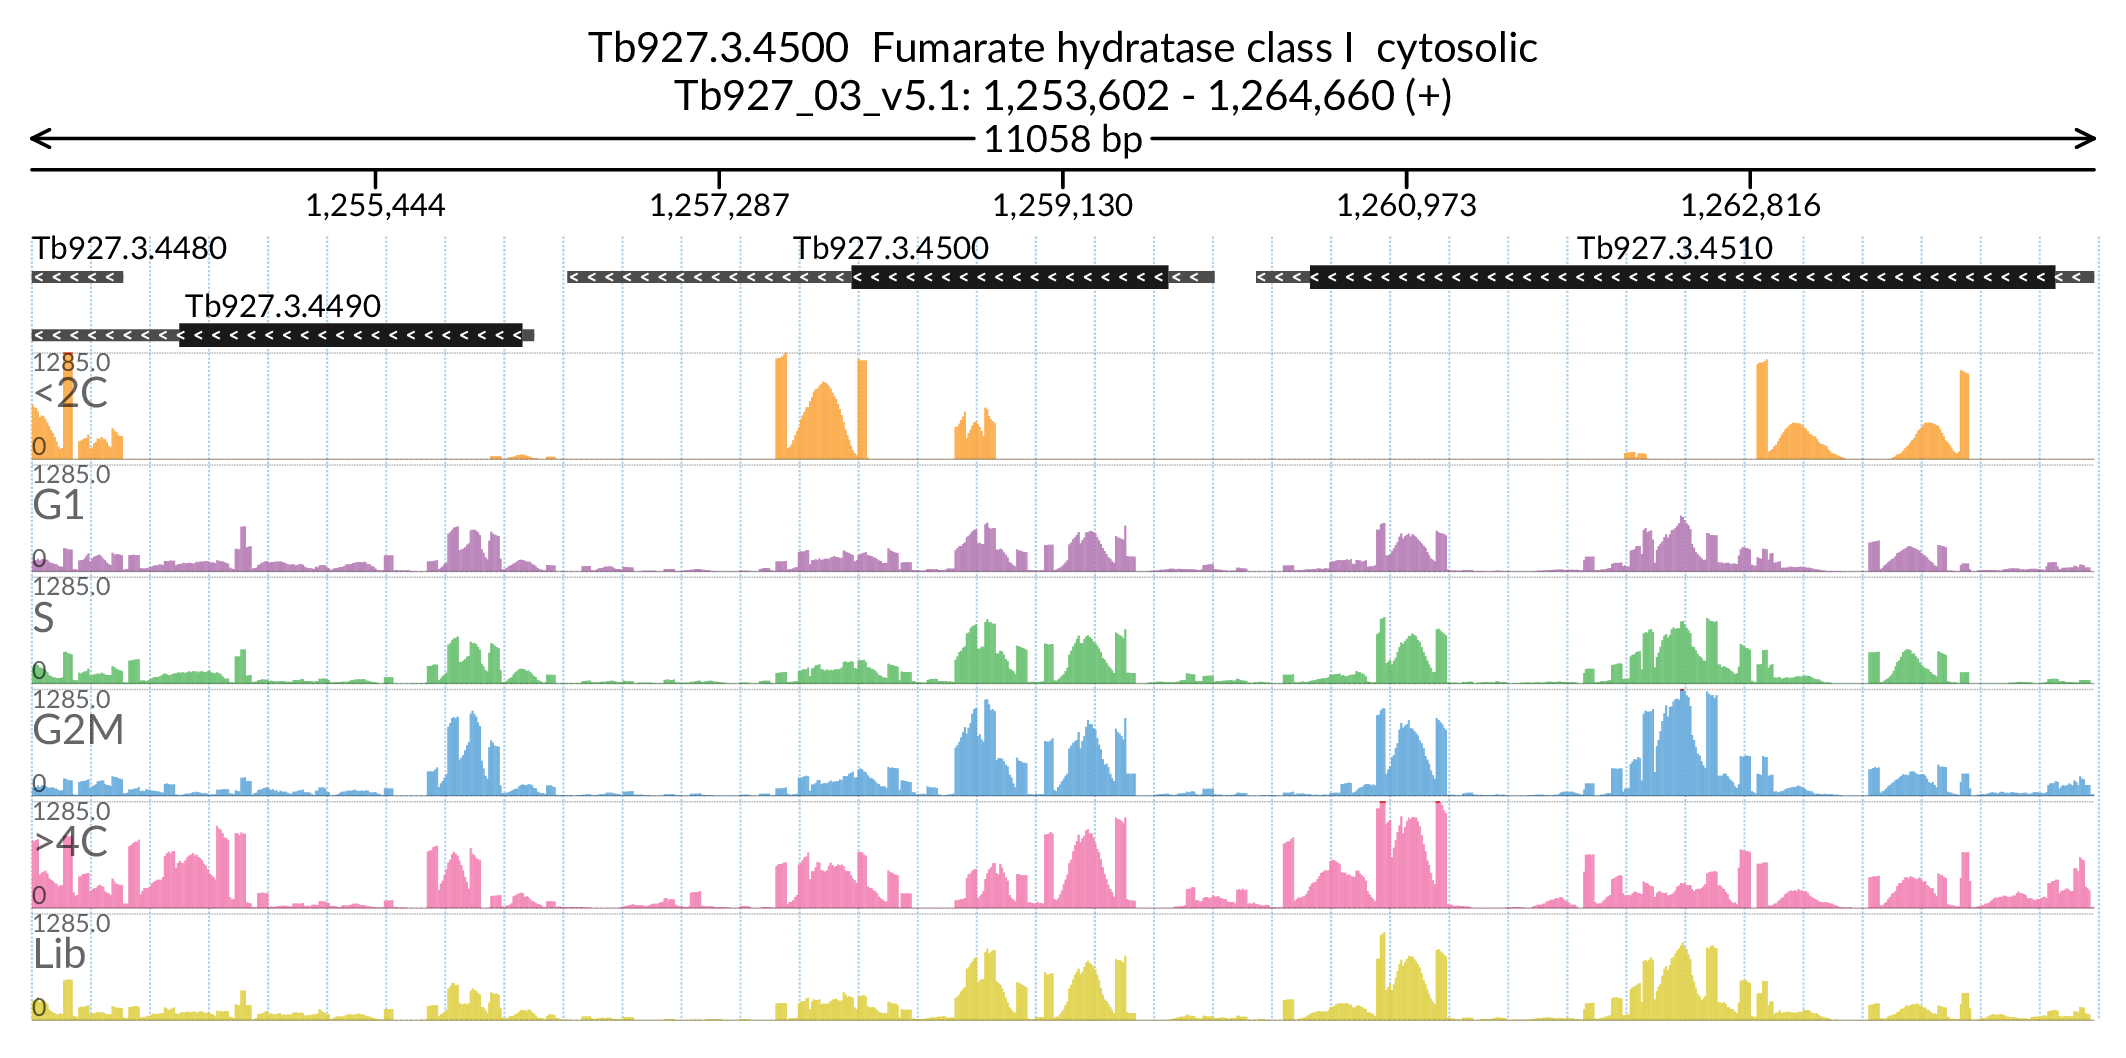 Tb927.3.4500  Fumarate hydratase class I  cytosolic
Tb927_03_v5.1: 1,253,602 - 1,264,660 (+)
11058 bp
1,255,444 1,257,287 1,259,130 1,260,973 1,262,816
Tb927.3.4480 Tb927.3.4500 Tb927.3.4510
Tb927.3.4490
1285.0
<2C
0
1285.0
G1
0
1285.0
S
0
1285.0
G2M
0
1285.0
>4C
0
1285.0
Lib
0